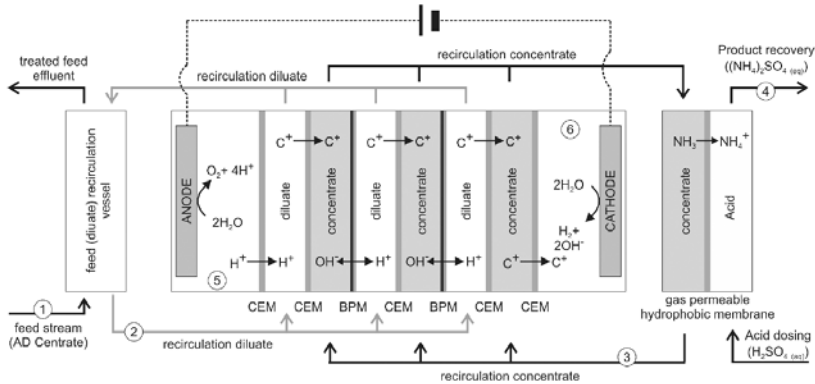 treated feed
effluent
recirculation diluate
recirculation concentrate
Product recovery
((NH₄)₂SO₄ (aq))
4
feed (diluate) recirculation
vessel
ANODE
O₂+ 4H⁺
2H₂O
5
H⁺ H⁺
C⁺ C⁺
diluate
concentrate
OH⁻ H⁺
C⁺ C⁺
diluate
concentrate
OH⁻ H⁺
C⁺ C⁺
diluate
concentrate
C⁺ C⁺
6
2H₂O
H₂+
2OH⁻
CATHODE
NH₃ NH₄⁺
concentrate
Acid
CEM CEM BPM CEM BPM CEM CEM
gas permeable
hydrophobic membrane
1
feed stream
(AD Centrate)
2
recirculation diluate
3
recirculation concentrate
Acid dosing
(H₂SO₄ (aq))